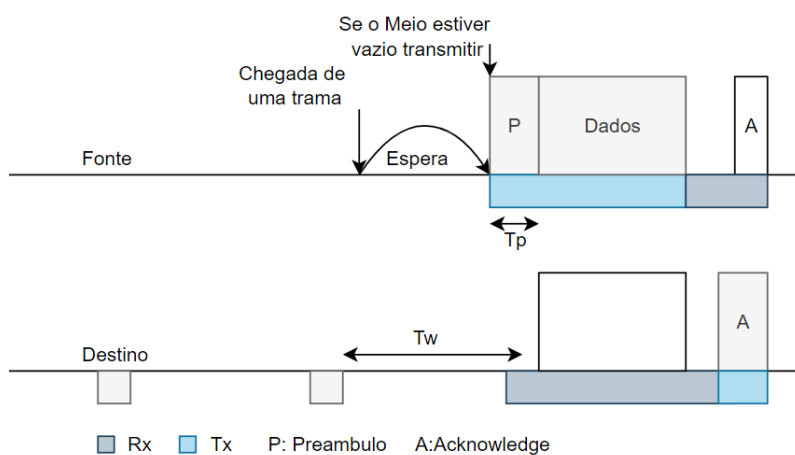 Se o Meio estiver
vazio transmitir
Chegada de
uma trama
P
Dados
A
Fonte
Espera
Tp
Tw
A
Destino
Rx
Tx
P: Preambulo
A:Acknowledge